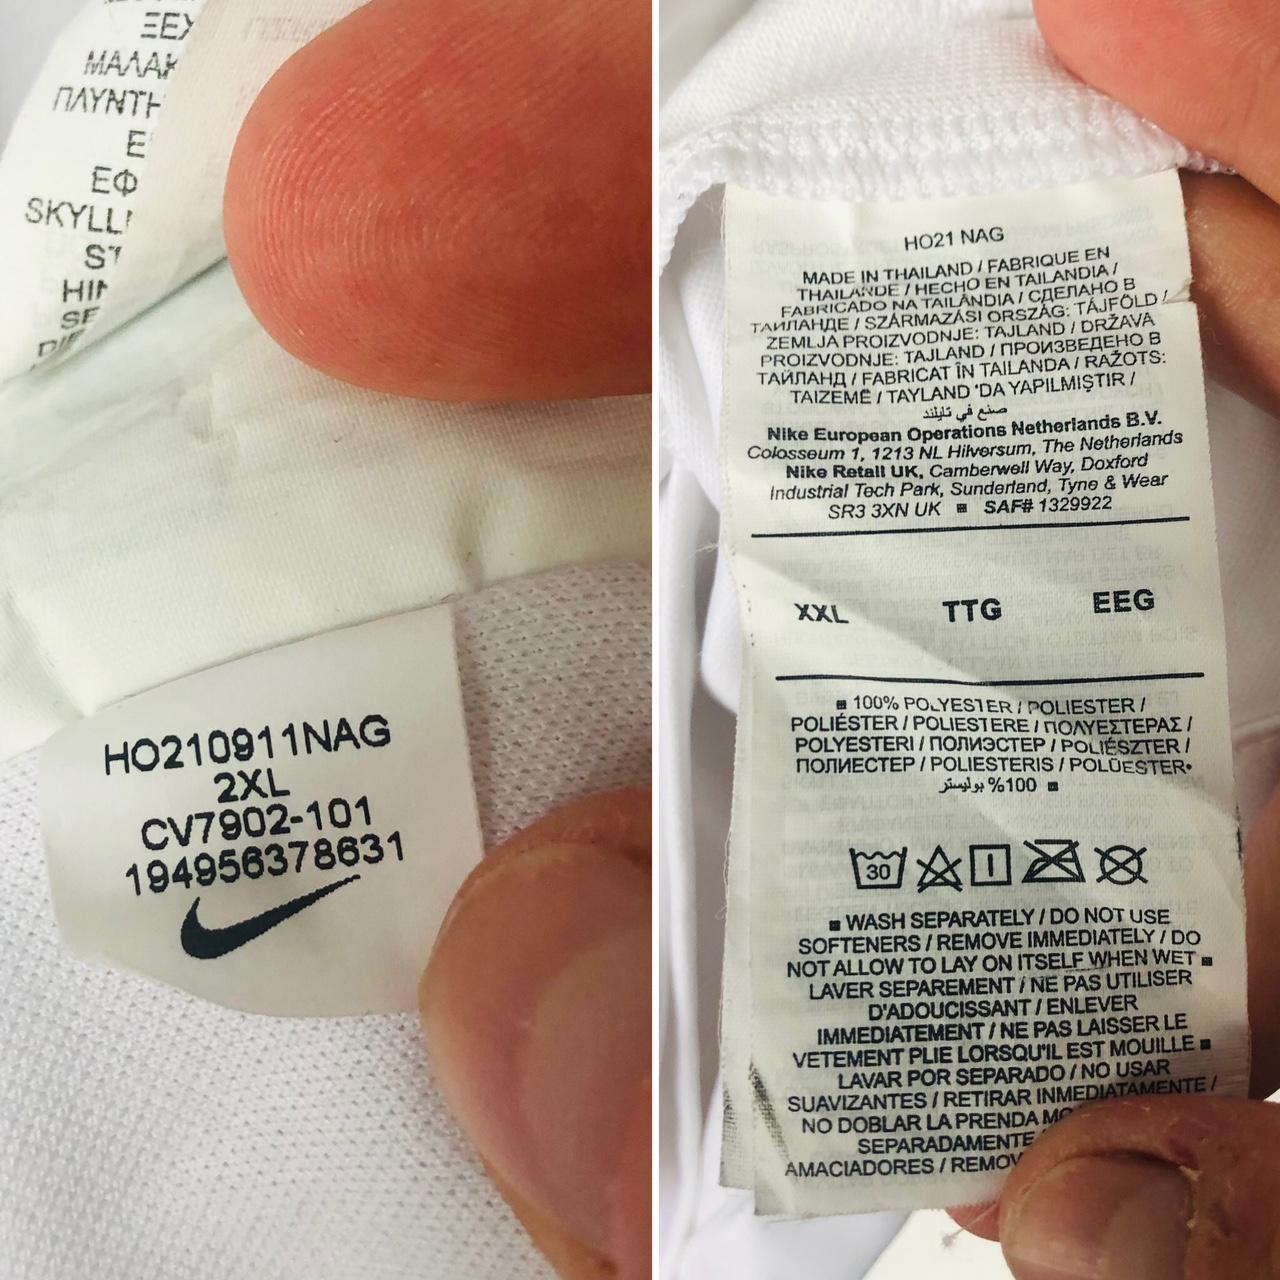 ΞΕΧ
ΜΑΛΑΚ
ΠΛΥΝΤΗ
Ε
ΕΦ
SKYLL
ST
HIN
SE
HO210911NAG
2XL
CV7902-101
194956378631
HO21 NAG
MADE IN THAILAND / FABRIQUE EN
THAILANDE / HECHO EN TAILANDIA /
FABRICADO NA TAILÂNDIA / СДЕЛАНО В
ТАИЛАНДЕ / SZÁRMAZÁSI ORSZÁG: TÁJFÖLD /
ZEMLJA PROIZVODNJE: TAJLAND / DRŽAVA
PROIZVODNJE: TAJLAND / ПРОИЗВЕДЕНО В
ТАЙЛАНД / FABRICAT ÎN TAILANDA / RAŽOTS:
TAIZEMĒ / TAYLAND 'DA YAPILMIŞTIR /
صنع في تايلند
Nike European Operations Netherlands B.V.
Colosseum 1, 1213 NL Hilversum, The Netherlands
Nike Retail UK, Camberwell Way, Doxford
Industrial Tech Park, Sunderland, Tyne & Wear
SR3 3XN UK ■ SAF# 1329922
XXL TTG EEG
■ 100% POLYESTER / POLIESTER /
POLIÉSTER / POLIESTERE / ΠΟΛΥΕΣΤΕΡΑΣ /
POLYESTERI / ПОЛИЭСТЕР / POLIÉSZTER /
ПОЛИЕСТЕР / POLIESTERIS / POLÜESTER•
100% بوليستر ■
30
■ WASH SEPARATELY / DO NOT USE
SOFTENERS / REMOVE IMMEDIATELY / DO
NOT ALLOW TO LAY ON ITSELF WHEN WET ■
LAVER SEPAREMENT / NE PAS UTILISER
D'ADOUCISSANT / ENLEVER
IMMEDIATEMENT / NE PAS LAISSER LE
VETEMENT PLIE LORSQU'IL EST MOUILLE ■
LAVAR POR SEPARADO / NO USAR
SUAVIZANTES / RETIRAR INMEDIATAMENTE /
NO DOBLAR LA PRENDA MO
SEPARADAMENTE
AMACIADORES / REMOV